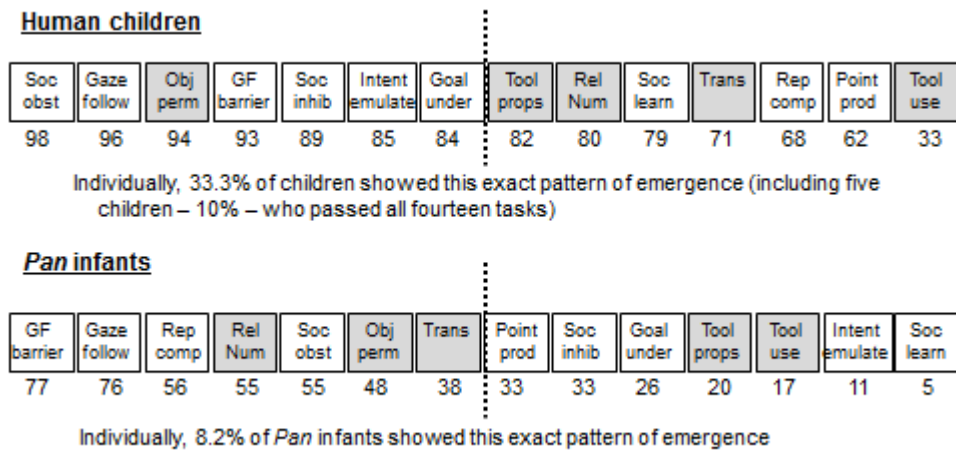 Human children
Soc Gaze Obj GF Soc Intent Goal Tool Rel Soc Trans Rep Point Tool
obst follow perm barrier inhib emulate under props Num learn comp prod use
98 96 94 93 89 85 84 82 80 79 71 68 62 33
Individually, 33.3% of children showed this exact pattern of emergence (including five
children – 10% – who passed all fourteen tasks)
Pan infants
GF Gaze Rep Rel Soc Obj Trans Point Soc Goal Tool Tool Intent Soc
barrier follow comp Num obst perm prod inhib under props use emulate learn
77 76 56 55 55 48 38 33 33 26 20 17 11 5
Individually, 8.2% of Pan infants showed this exact pattern of emergence